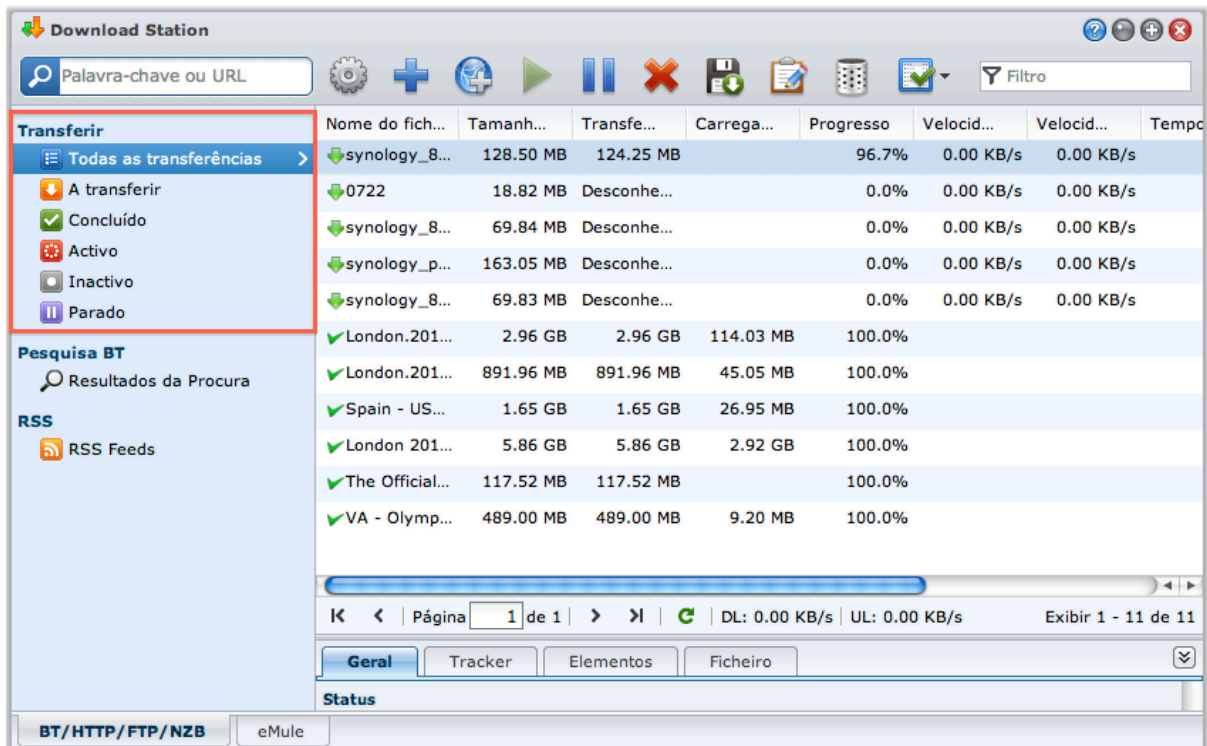 Download Station
Palavra-chave ou URL
Filtro
Transferir
Todas as transferências
A transferir
Concluído
Activo
Inactivo
Parado
Pesquisa BT
Resultados da Procura
RSS
RSS Feeds
Nome do fich... Tamanh... Transfe... Carrega... Progresso Velocid... Velocid... Tempo
synology_8... 128.50 MB 124.25 MB 96.7% 0.00 KB/s 0.00 KB/s
0722 18.82 MB Desconhe... 0.0% 0.00 KB/s 0.00 KB/s
synology_8... 69.84 MB Desconhe... 0.0% 0.00 KB/s 0.00 KB/s
synology_p... 163.05 MB Desconhe... 0.0% 0.00 KB/s 0.00 KB/s
synology_8... 69.83 MB Desconhe... 0.0% 0.00 KB/s 0.00 KB/s
London.201... 2.96 GB 2.96 GB 114.03 MB 100.0%
London.201... 891.96 MB 891.96 MB 45.05 MB 100.0%
Spain - US... 1.65 GB 1.65 GB 26.95 MB 100.0%
London 201... 5.86 GB 5.86 GB 2.92 GB 100.0%
The Official... 117.52 MB 117.52 MB 100.0%
VA - Olymp... 489.00 MB 489.00 MB 9.20 MB 100.0%
Página 1 de 1 DL: 0.00 KB/s UL: 0.00 KB/s Exibir 1 - 11 de 11
Geral Tracker Elementos Ficheiro
Status
BT/HTTP/FTP/NZB eMule